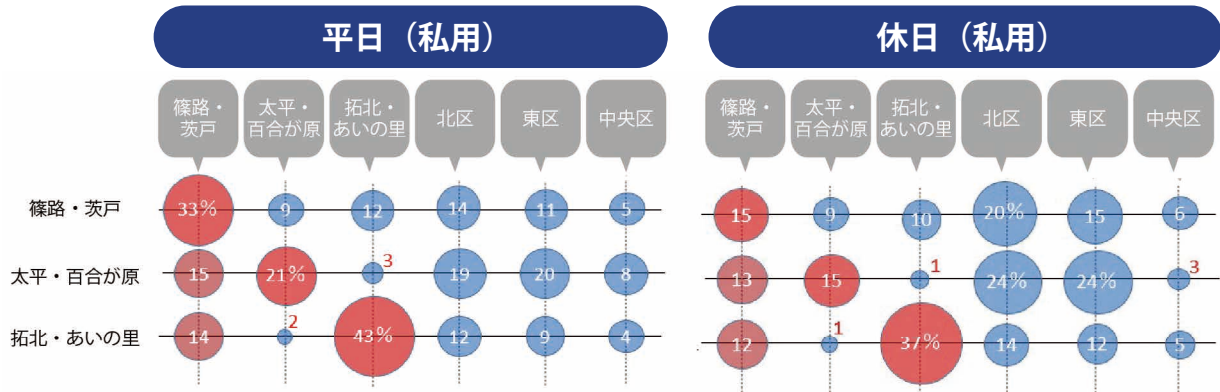 平日（私用）
休日（私用）
篠路・
茨戸
太平・
百合が原
拓北・
あいの里
北区
東区
中央区
篠路・
茨戸
太平・
百合が原
拓北・
あいの里
北区
東区
中央区
篠路・茨戸
33%
9
12
14
11
5
15
9
10
20%
15
6
太平・百合が原
15
21%
3
19
20
8
13
15
1
24%
24%
3
拓北・あいの里
14
2
43%
12
9
4
12
1
37%
14
12
5